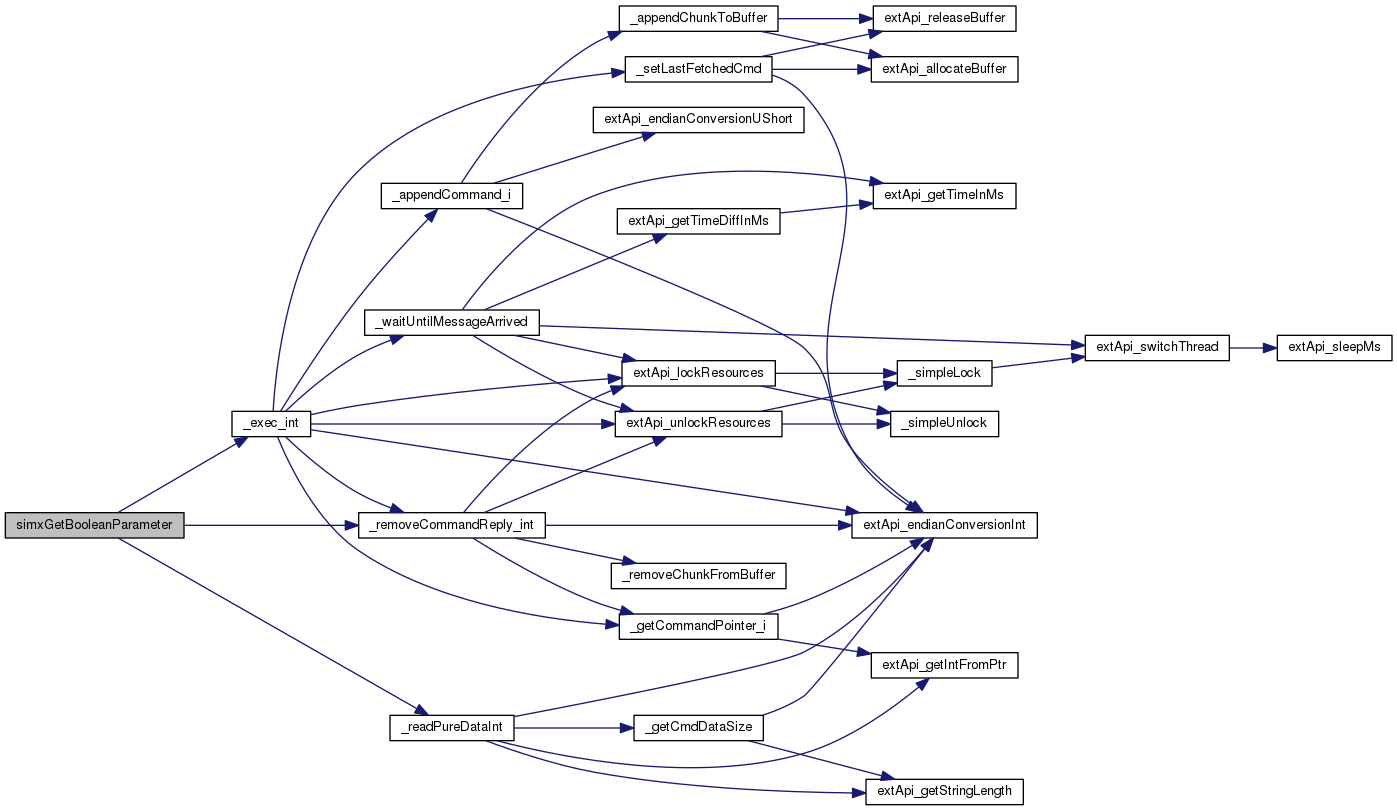 _appendChunkToBuffer
extApi_releaseBuffer
_setLastFetchedCmd
extApi_allocateBuffer
extApi_endianConversionUShort
_appendCommand_i
extApi_getTimeInMs
extApi_getTimeDiffInMs
_waitUntilMessageArrived
extApi_switchThread
extApi_sleepMs
extApi_lockResources
_simpleLock
_exec_int
extApi_unlockResources
_simpleUnlock
simxGetBooleanParameter
_removeCommandReply_int
extApi_endianConversionInt
_removeChunkFromBuffer
_getCommandPointer_i
extApi_getIntFromPtr
_readPureDataInt
_getCmdDataSize
extApi_getStringLength